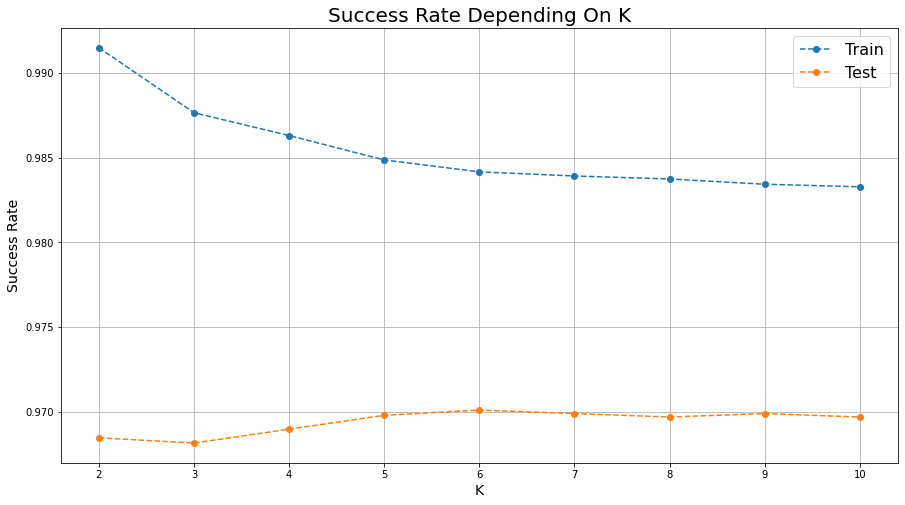 Success Rate Depending On K
Train
Test
Success Rate
0.990
0.985
0.980
0.975
0.970
2 3 4 5 6 7 8 9 10
K